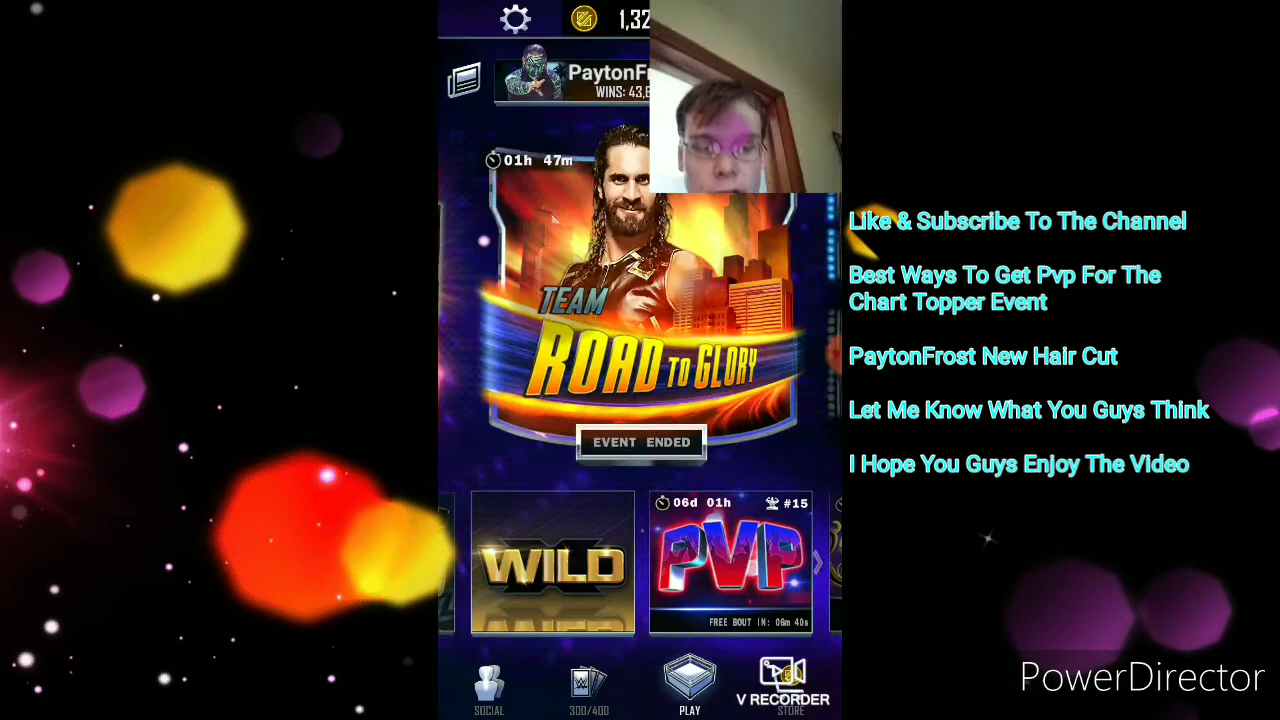 1,32
PaytonFr
WINS: 43,
01h 47m
TEAM
ROAD TO GLORY
EVENT ENDED
WILD
06d 01h #15
PVP
FREE BOUT IN: 06m 40s
SOCIAL
300/400
PLAY
STORE
V RECORDER
Like & Subscribe To The Channel
Best Ways To Get Pvp For The
Chart Topper Event
PaytonFrost New Hair Cut
Let Me Know What You Guys Think
I Hope You Guys Enjoy The Video
PowerDirector